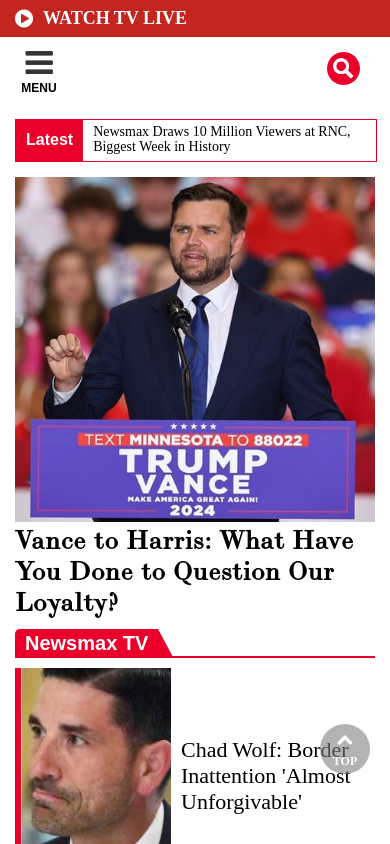 WATCH TV LIVE
MENU
Latest
Newsmax Draws 10 Million Viewers at RNC,
Biggest Week in History
TEXT MINNESOTA TO 88022
TRUMP
VANCE
MAKE AMERICA GREAT AGAIN!
2024
Vance to Harris: What Have
You Done to Question Our
Loyalty?
Newsmax TV
Chad Wolf: Border
Inattention 'Almost
Unforgivable'
TOP